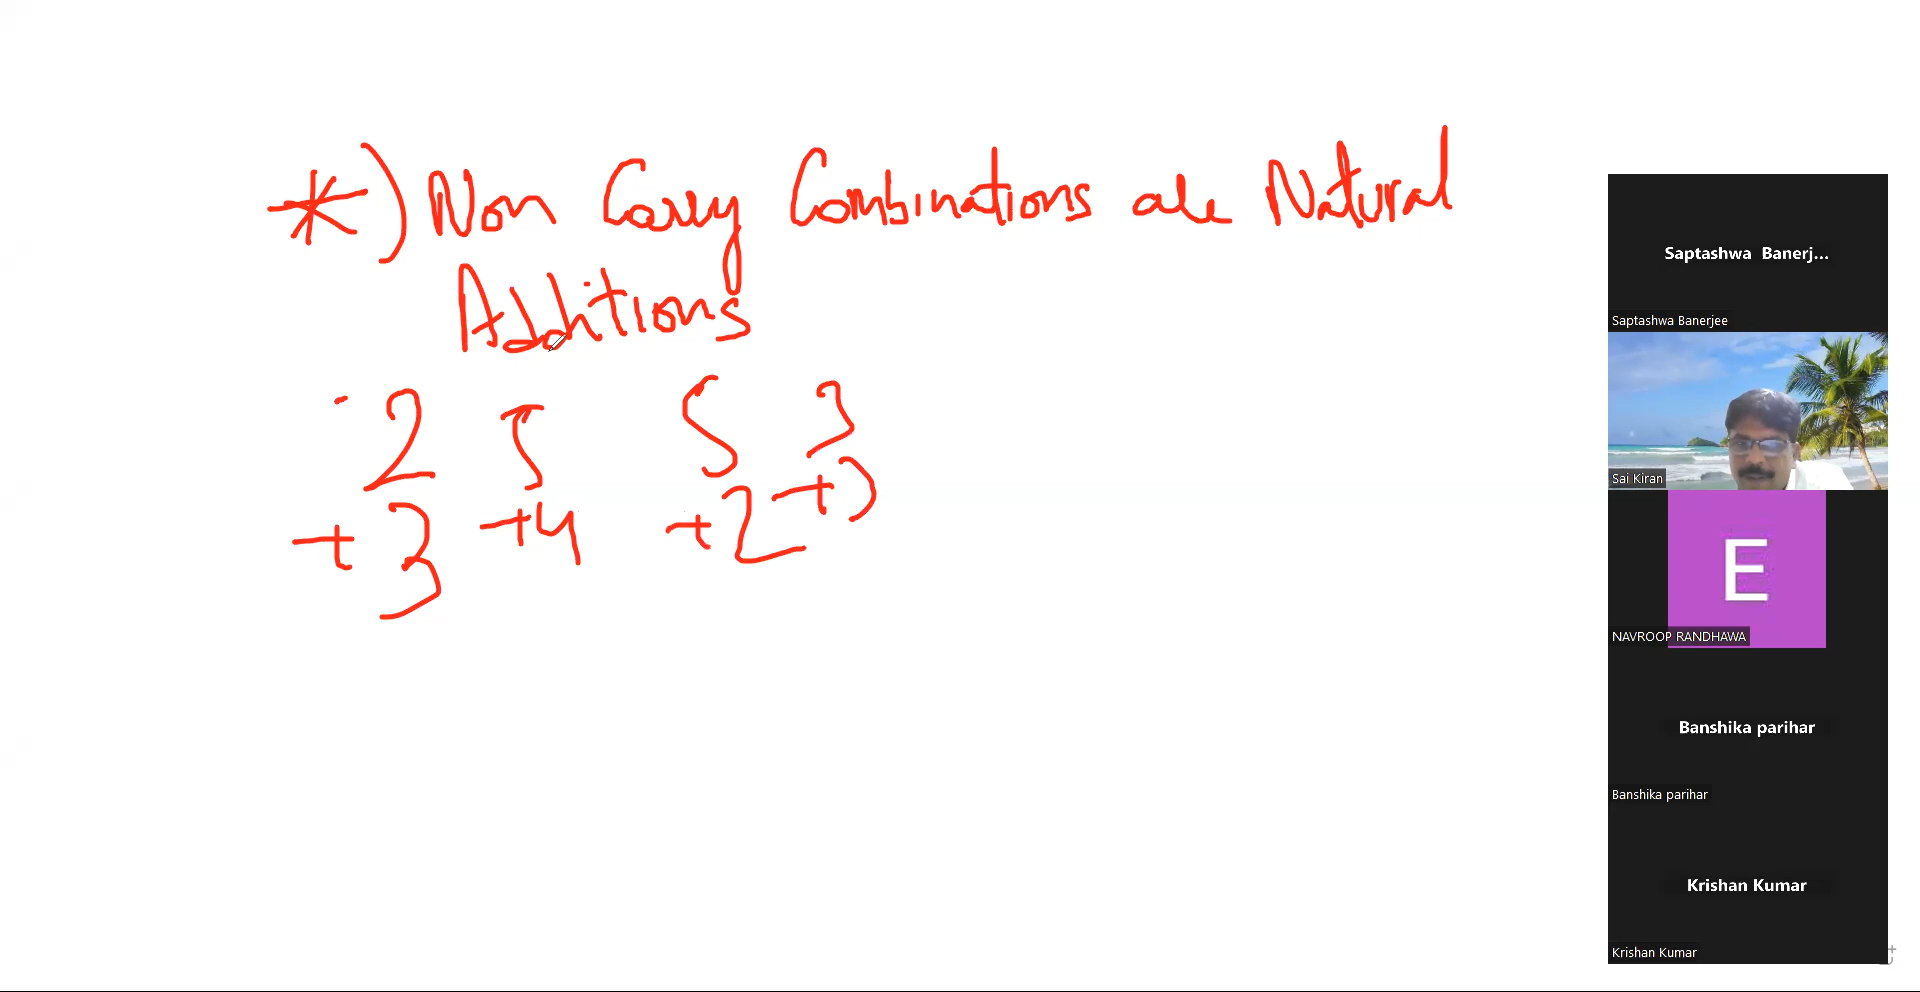 *) Non Carry Combinations are Natural
Additions
2 5 5 3
+3 +4 +2 +3
Saptashwa Banerj...
Saptashwa Banerjee
Sai Kiran
E
NAVROOP RANDHAWA
Banshika parihar
Banshika parihar
Krishan Kumar
Krishan Kumar